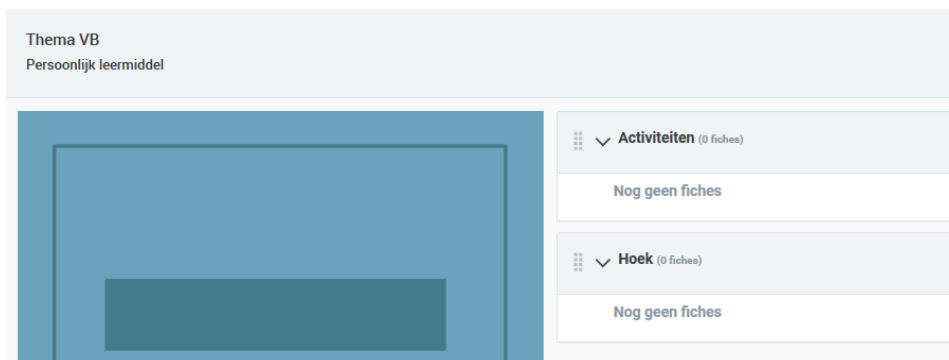 Thema VB
Persoonlijk leermiddel
Activiteiten (0 fiches)
Nog geen fiches
Hoek (0 fiches)
Nog geen fiches